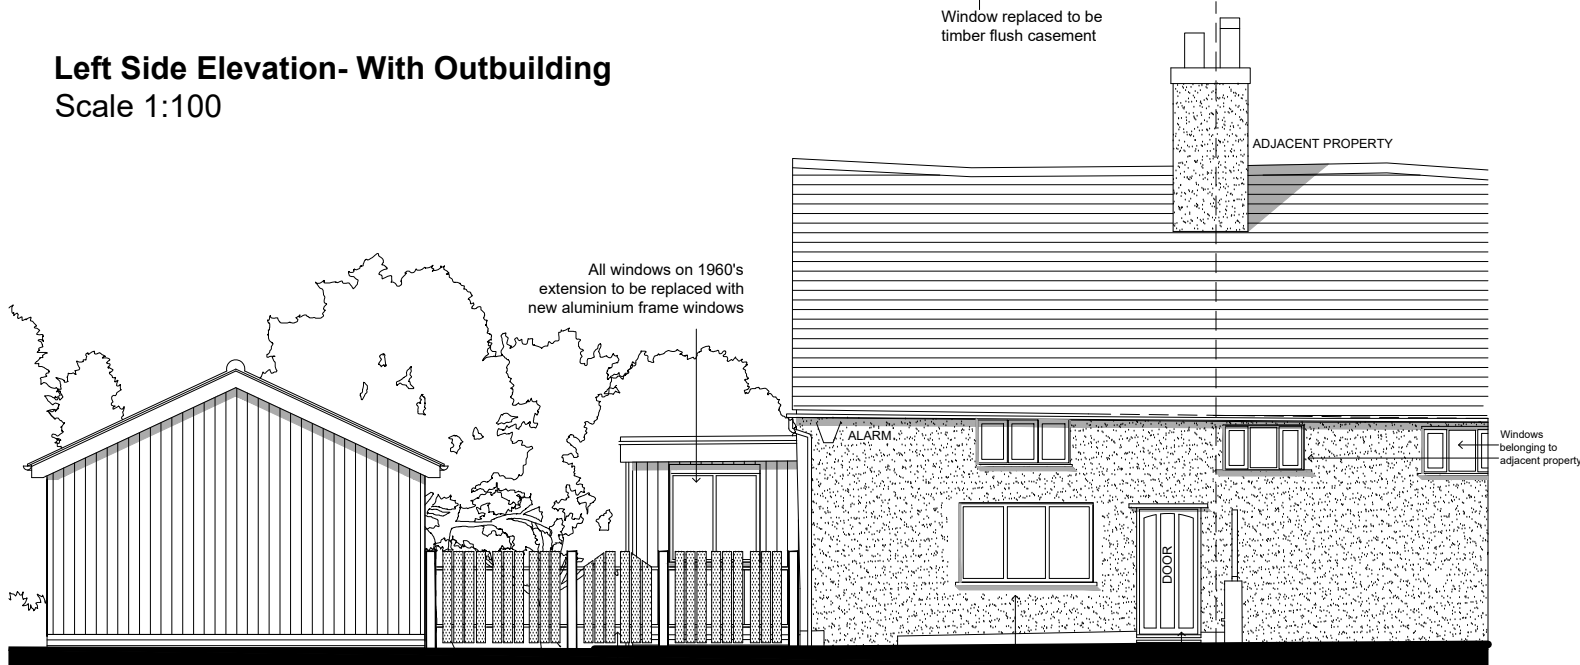 Window replaced to be
timber flush casement
Left Side Elevation- With Outbuilding
Scale 1:100
ADJACENT PROPERTY
All windows on 1960's
extension to be replaced with
new aluminium frame windows
ALARM
Windows
belonging to
adjacent property
DOOR